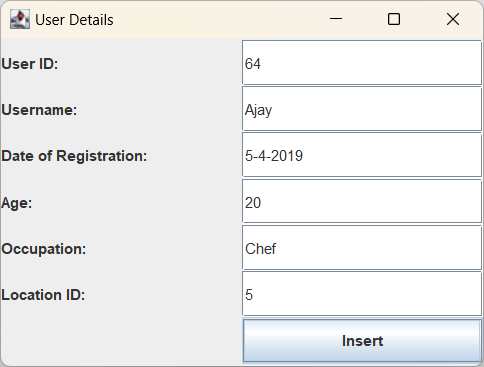 User Details
User ID: 64
Username: Ajay
Date of Registration: 5-4-2019
Age: 20
Occupation: Chef
Location ID: 5
Insert